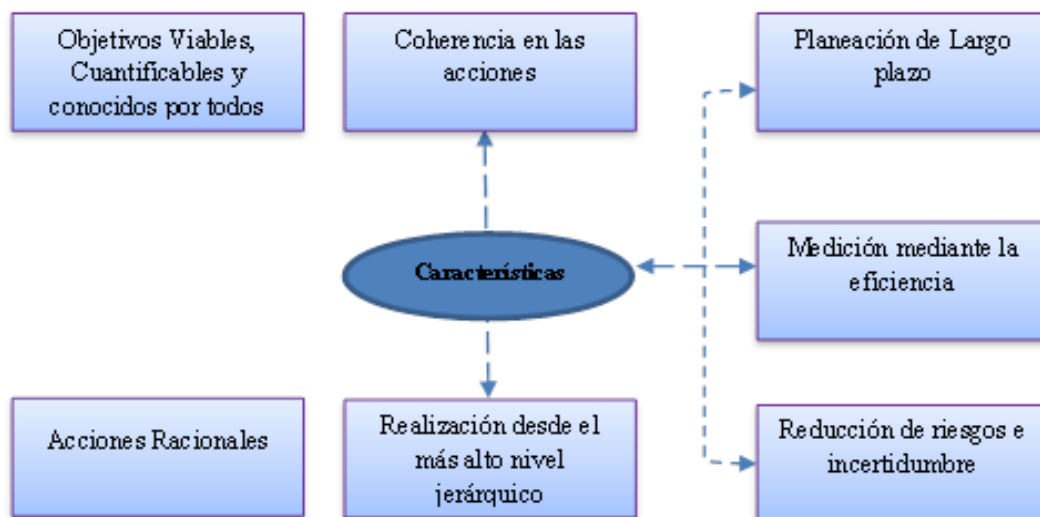 Objetivos Viables,
Cuantificables y
conocidos por todos
Coherencia en las
acciones
Planeación de Largo
plazo
Característícas
Medición mediante la
eficiencia
Acciones Racionales
Realización desde el
más alto nivel
jerárquico
Reducción de riesgos e
incertidumbre